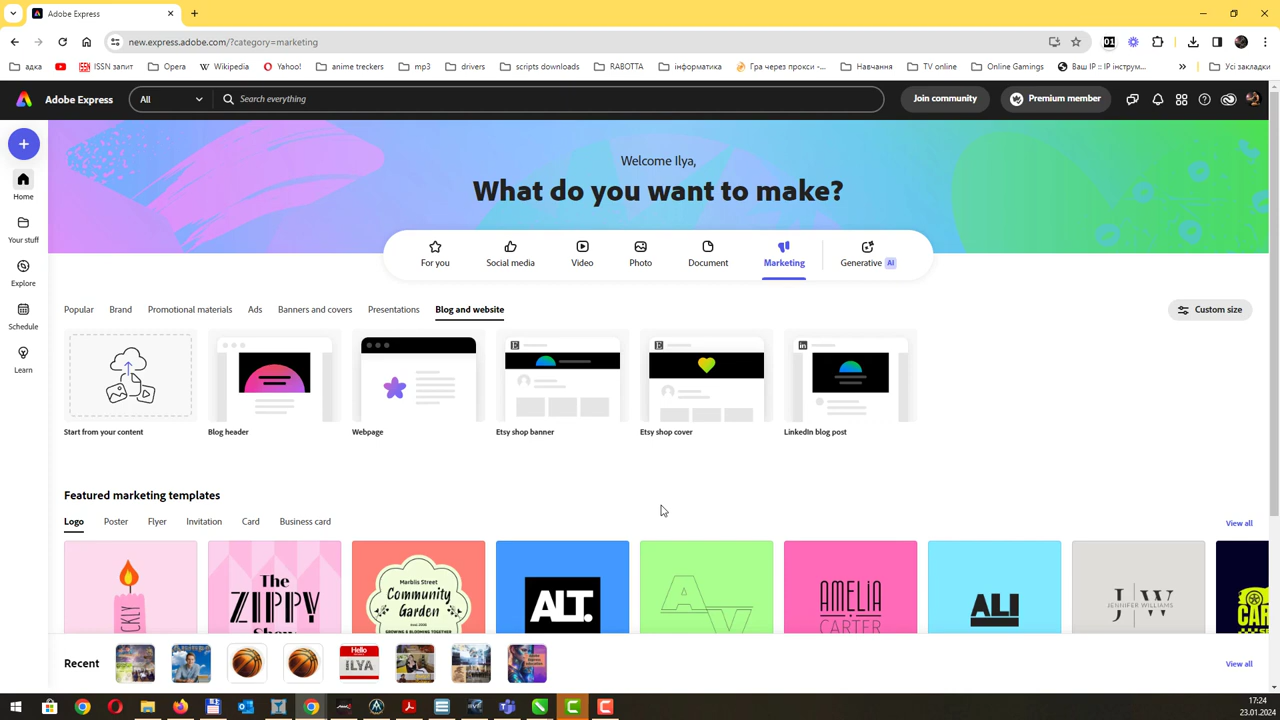 Adobe Express
new.express.adobe.com/?category=marketing
адка
ISSN запит
Opera
Wikipedia
Yahoo!
anime treckers
mp3
drivers
scripts downloads
RABOTTA
інформатика
Гра через прокси -...
Навчання
TV online
Online Gamings
Ваш IP :: IP інструм...
»
Усі закладки
Adobe Express
All
Search everything
Join community
Premium member
Welcome Ilya,
What do you want to make?
For you
Social media
Video
Photo
Document
Marketing
Generative AI
Home
Your stuff
Explore
Schedule
Learn
Popular
Brand
Promotional materials
Ads
Banners and covers
Presentations
Blog and website
Custom size
Start from your content
Blog header
Webpage
Etsy shop banner
Etsy shop cover
LinkedIn blog post
Featured marketing templates
Logo
Poster
Flyer
Invitation
Card
Business card
View all
The
ZIPPY
Show
Marblis Street
Community
Garden
GROWING & BLOOMING TOGETHER
ALT.
AMELIA
CARTER
ALI
J W
JENNIFER WILLIAMS
CAR
Recent
Hello
ILYA
View all
17:24
23.01.2024